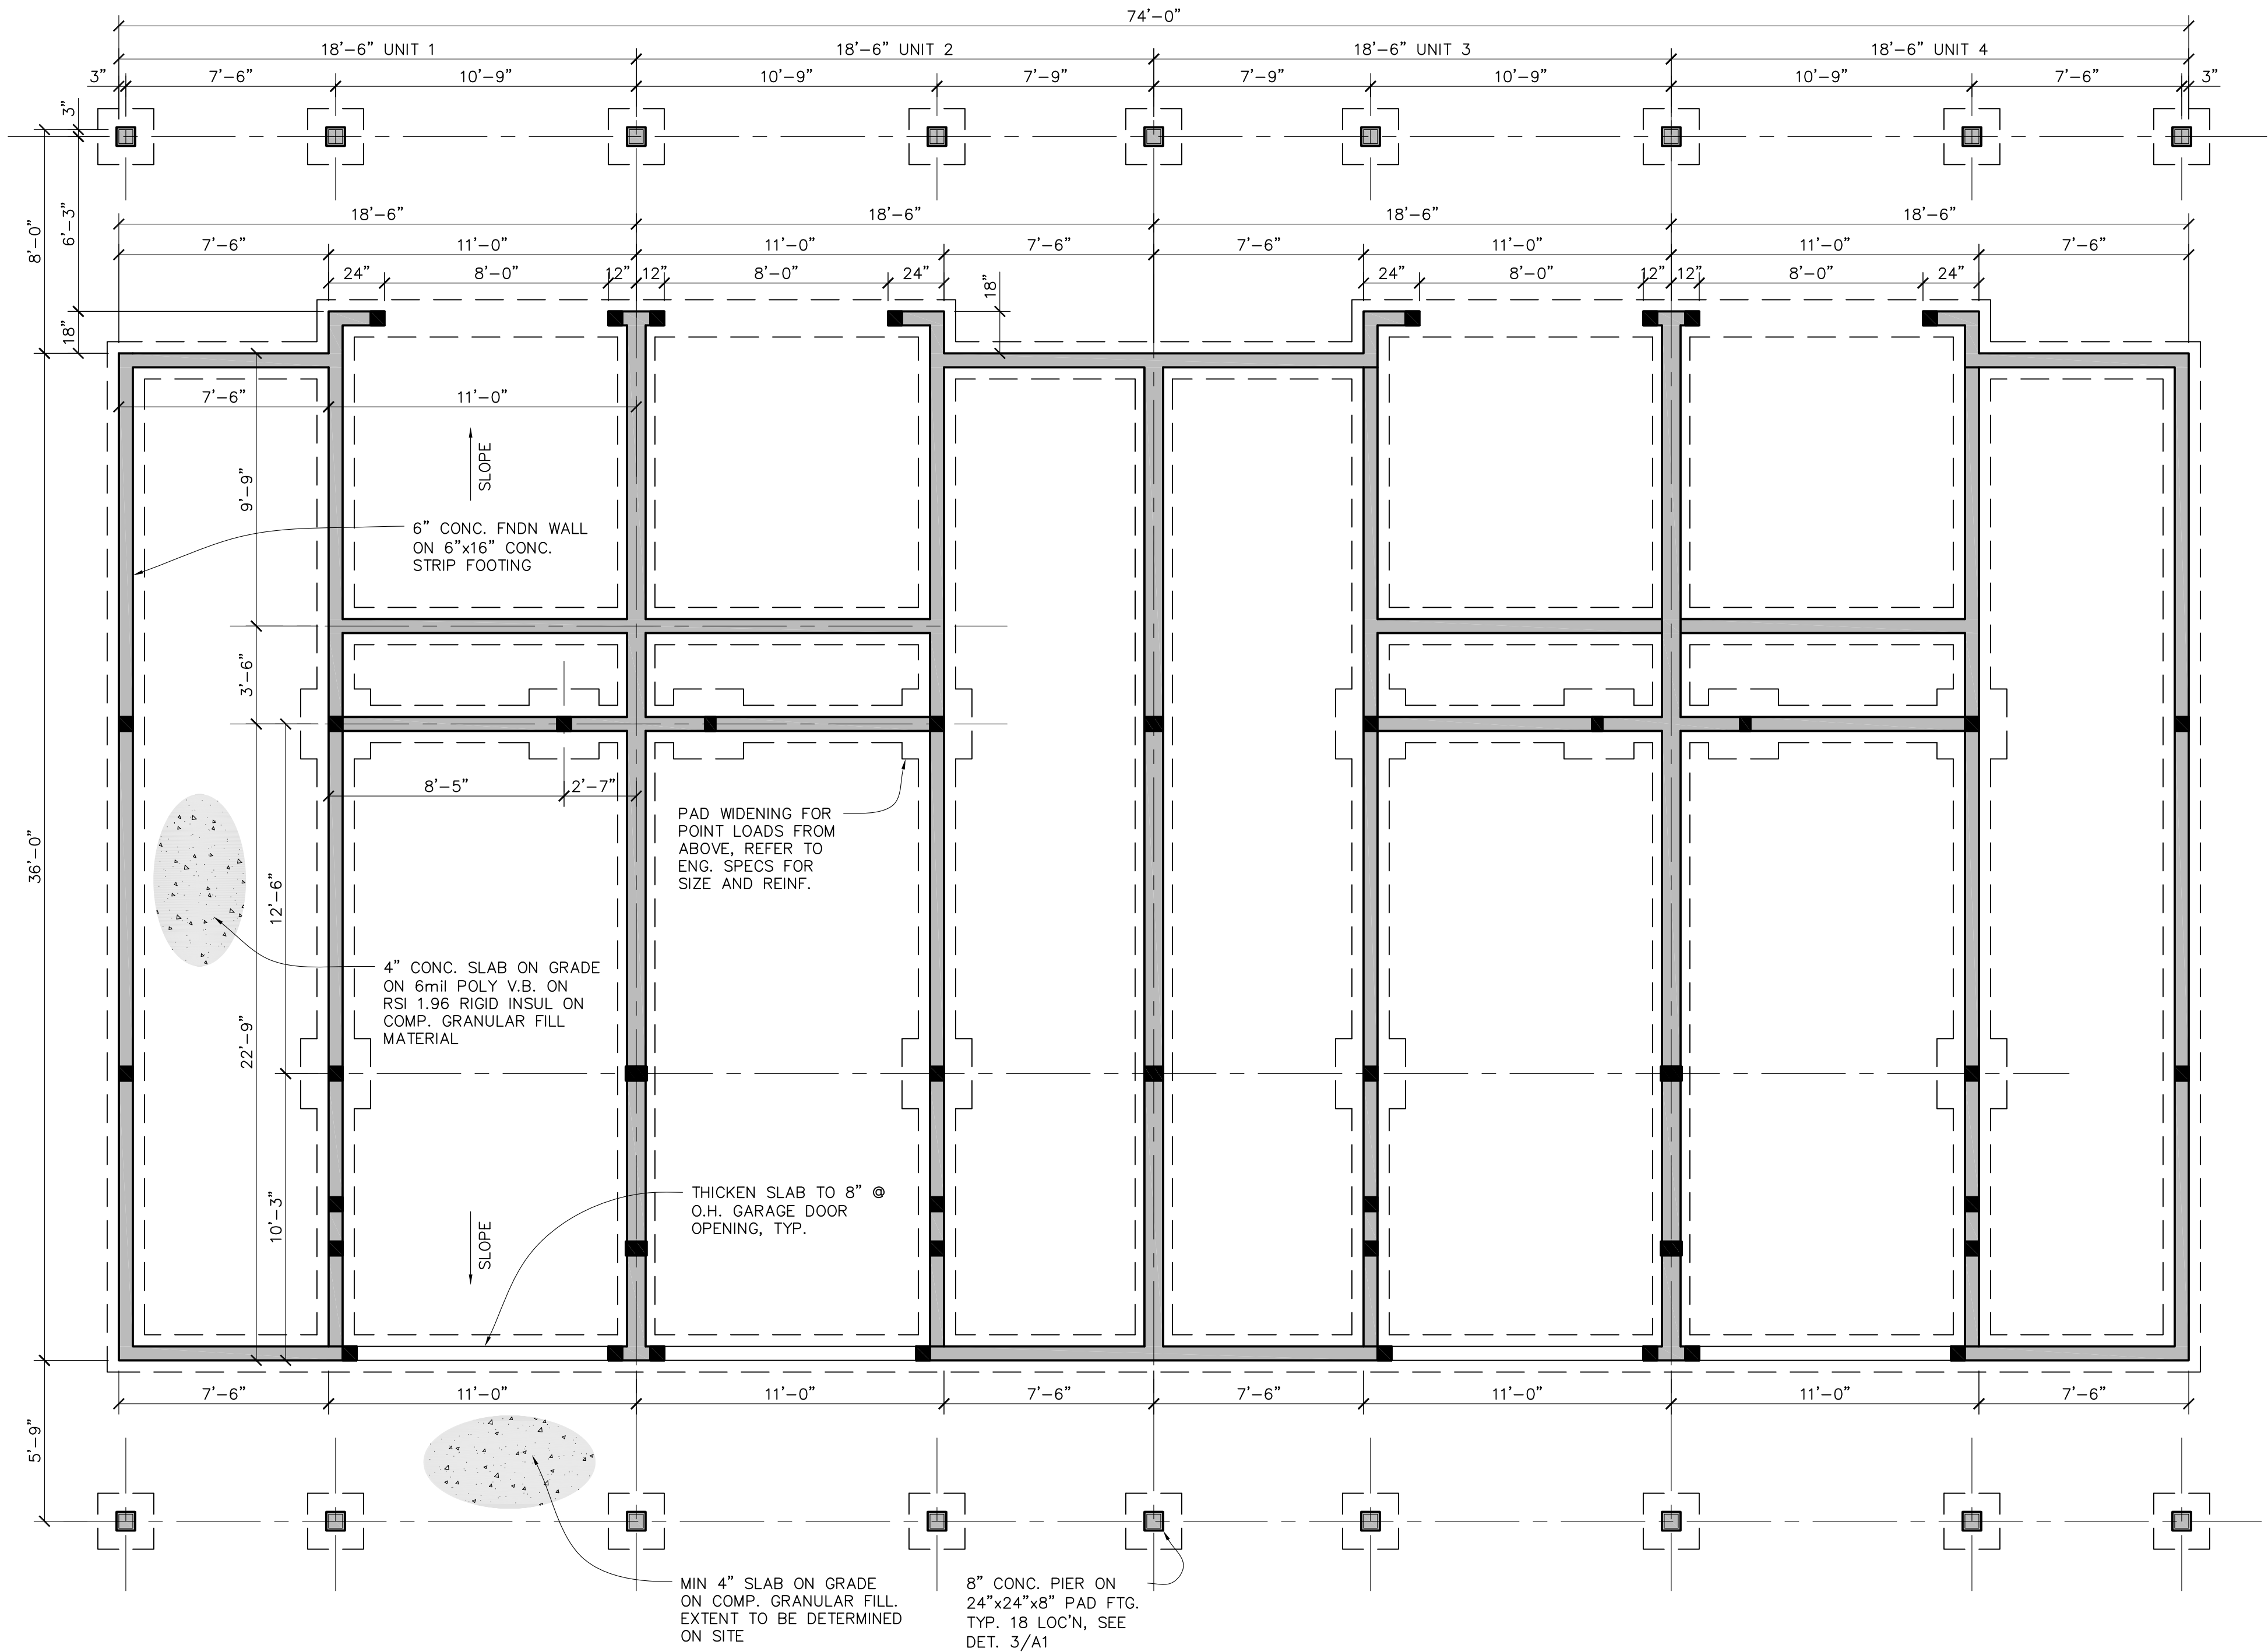 74'-0"
18'-6" UNIT 1
18'-6" UNIT 2
18'-6" UNIT 3
18'-6" UNIT 4
3"
7'-6"
10'-9"
10'-9"
7'-9"
7'-9"
10'-9"
10'-9"
7'-6"
3"
3"
6'-3"
8'-0"
18"
18'-6"
18'-6"
18'-6"
18'-6"
7'-6"
11'-0"
11'-0"
7'-6"
7'-6"
11'-0"
11'-0"
7'-6"
24"
8'-0"
12"
12"
8'-0"
24"
18"
24"
8'-0"
12"
12"
8'-0"
24"
7'-6"
11'-0"
SLOPE
9'-9"
6" CONC. FNDN WALL
ON 6"x16" CONC.
STRIP FOOTING
3'-6"
8'-5"
2'-7"
PAD WIDENING FOR
POINT LOADS FROM
ABOVE, REFER TO
ENG. SPECS FOR
SIZE AND REINF.
36'-0"
12'-6"
4" CONC. SLAB ON GRADE
ON 6mil POLY V.B. ON
RSI 1.96 RIGID INSUL ON
COMP. GRANULAR FILL
MATERIAL
22'-9"
10'-3"
THICKEN SLAB TO 8" @
O.H. GARAGE DOOR
OPENING, TYP.
SLOPE
7'-6"
11'-0"
11'-0"
7'-6"
7'-6"
11'-0"
11'-0"
7'-6"
5'-9"
MIN 4" SLAB ON GRADE
ON COMP. GRANULAR FILL.
EXTENT TO BE DETERMINED
ON SITE
8" CONC. PIER ON
24"x24"x8" PAD FTG.
TYP. 18 LOC'N, SEE
DET. 3/A1